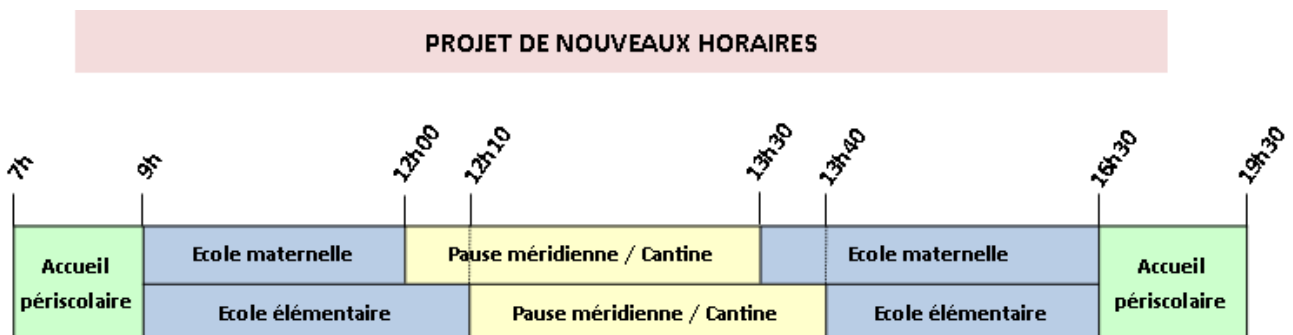 PROJET DE NOUVEAUX HORAIRES
7h
9h
12h00
12h10
13h30
13h40
16h30
19h30
Accueil
périscolaire
Ecole maternelle
Pause méridienne / Cantine
Ecole maternelle
Accueil
périscolaire
Ecole élémentaire
Pause méridienne / Cantine
Ecole élémentaire